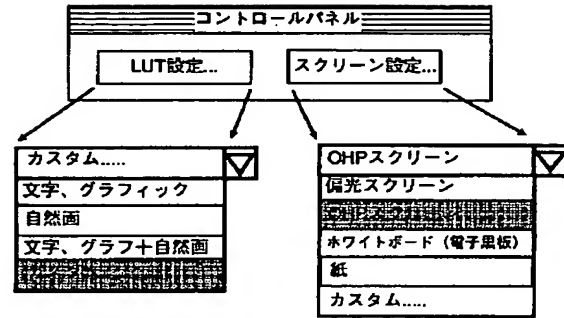 コントロールパネル
LUT設定...
スクリーン設定...
カスタム.....
文字、グラフィック
自然画
文字、グラフ＋自然画
OHPスクリーン
偏光スクリーン
ホワイトボード（電子黒板）
紙
カスタム.....